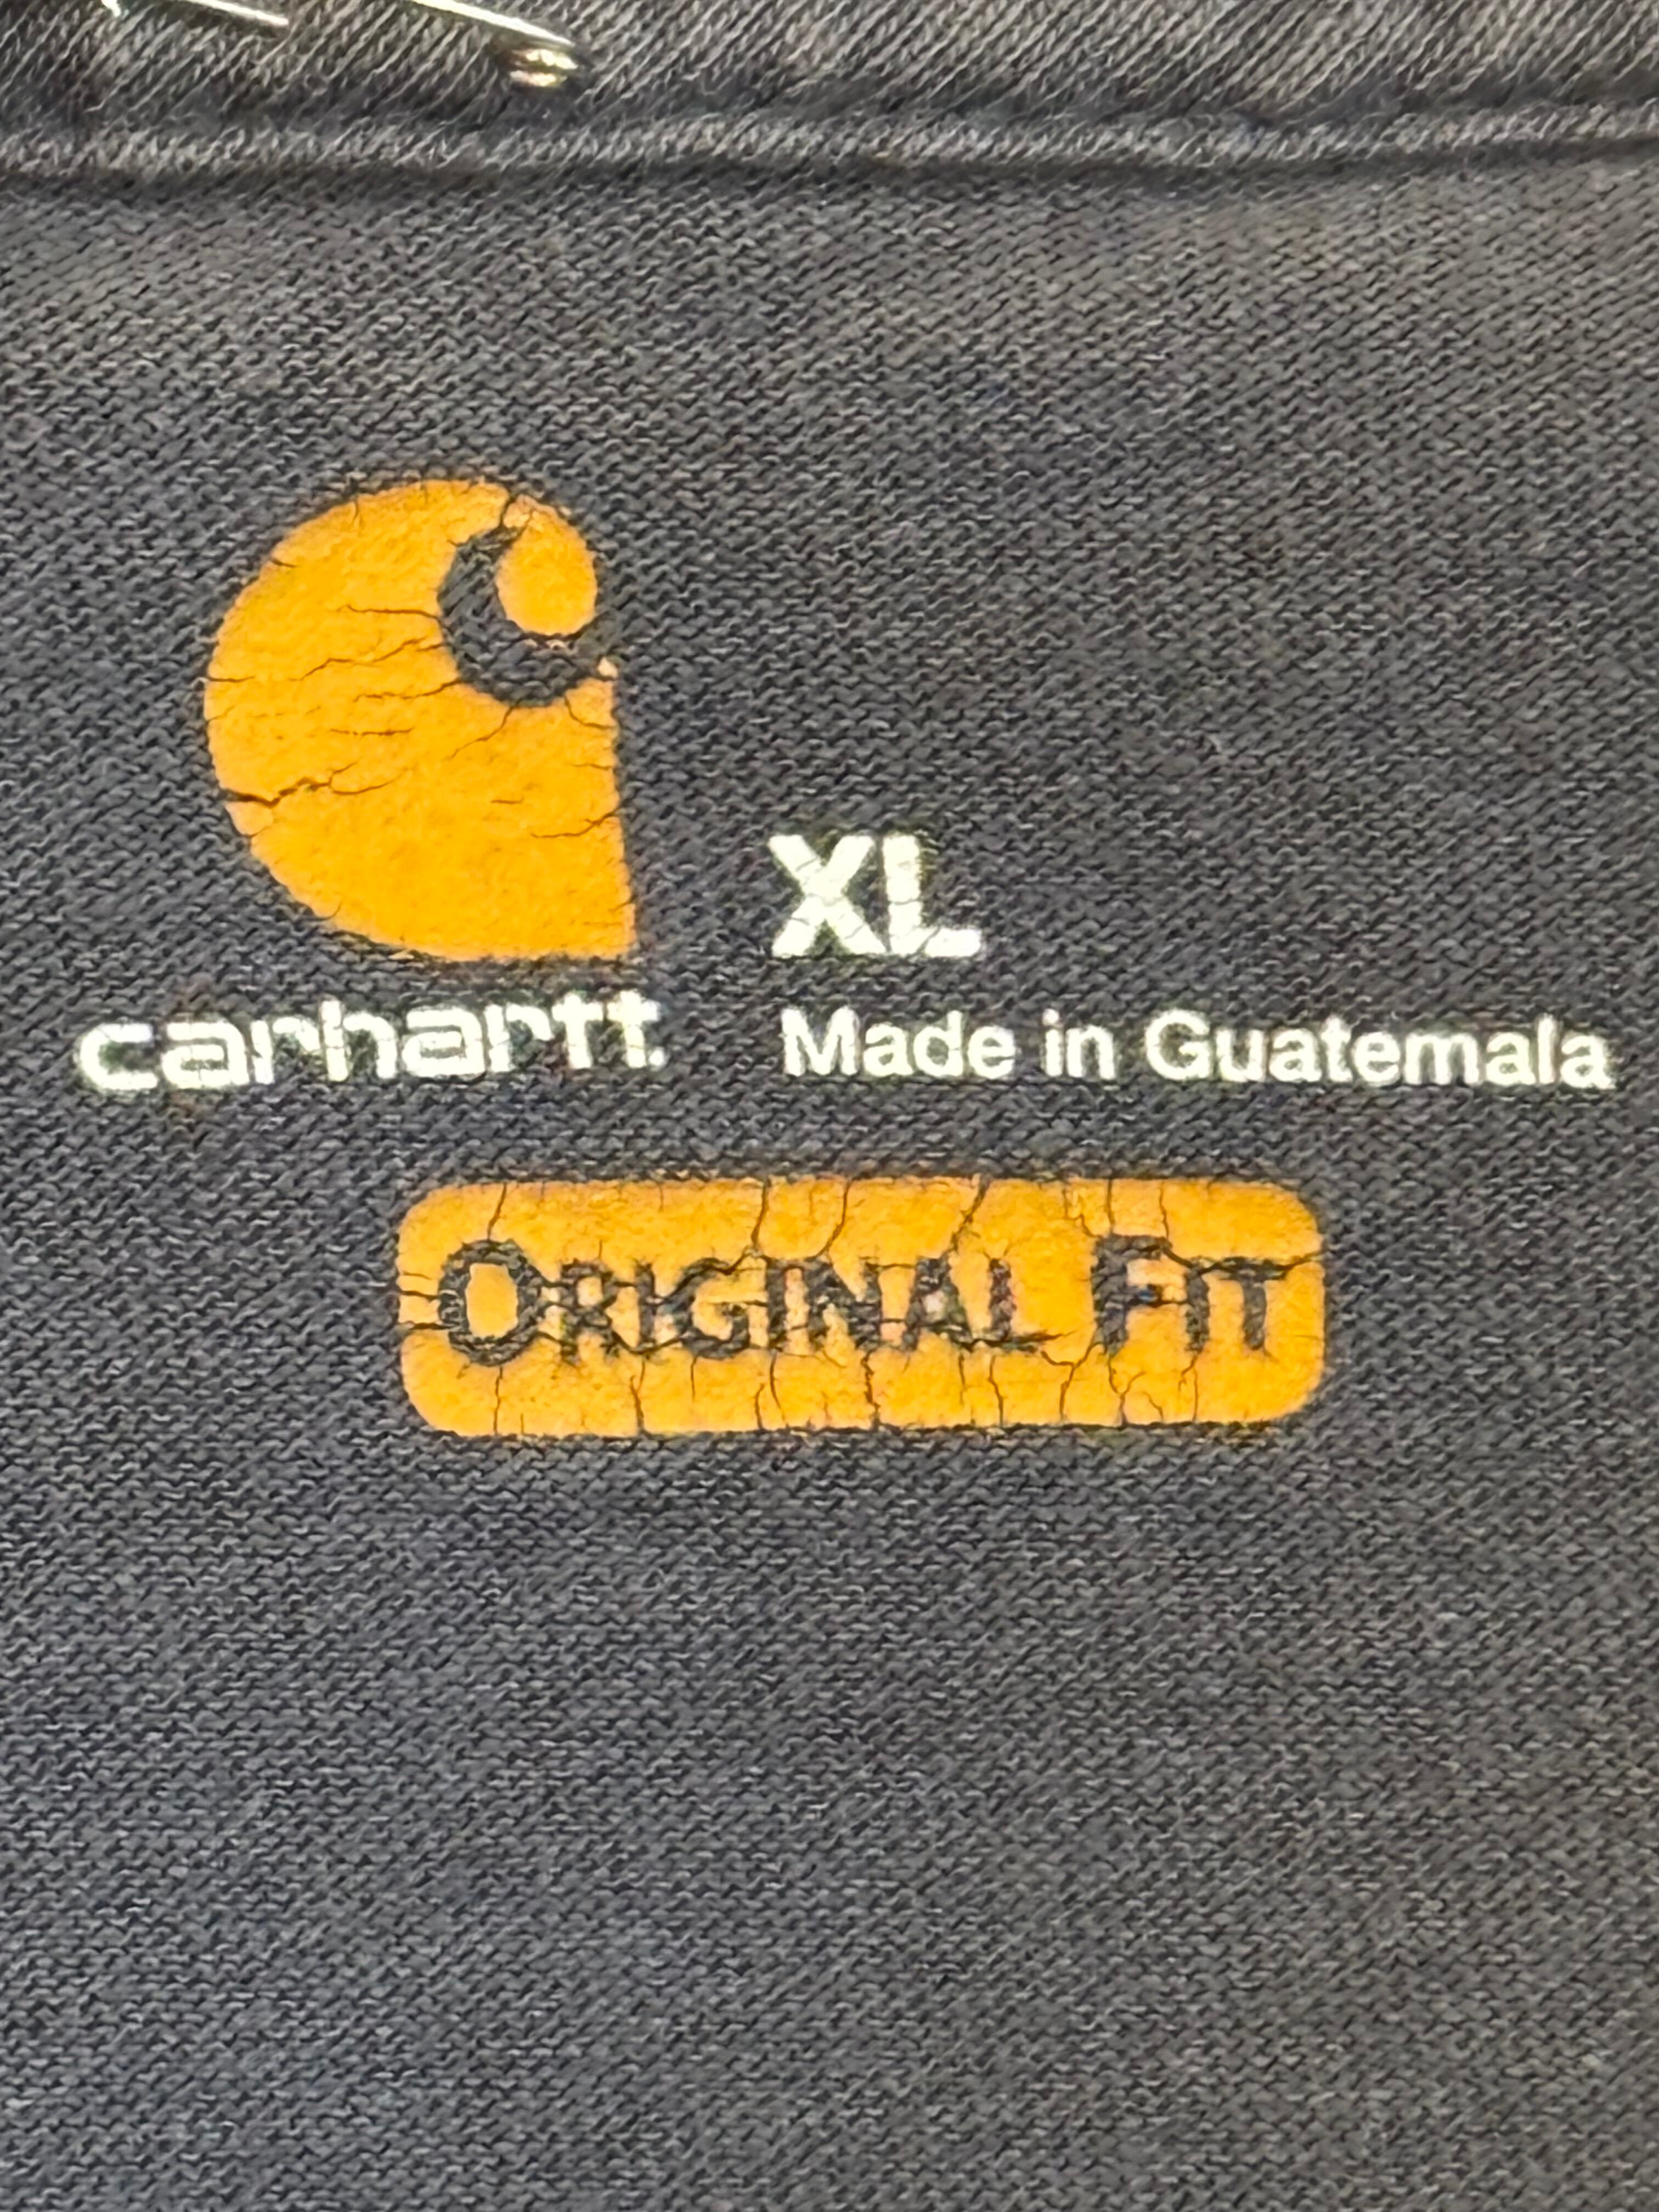 XL
carhartt.
Made in Guatemala
ORIGINAL FIT